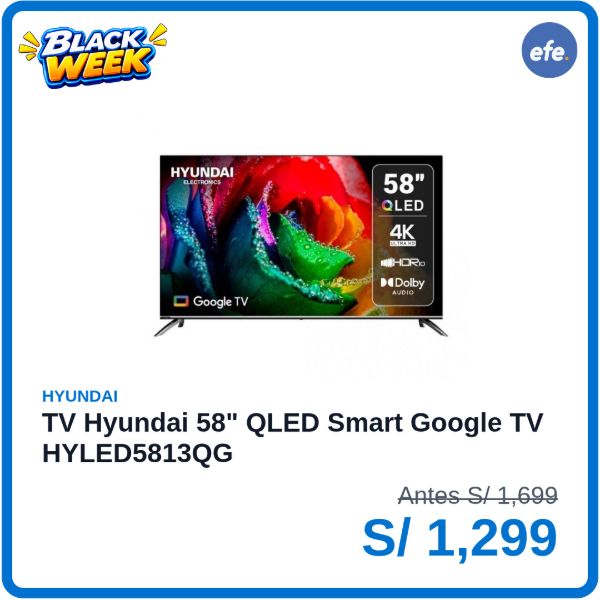 BLACK
WEEK
efe.
HYUNDAI
ELECTRONICS
58"
QLED
4K
ULTRA HD
HDR10
Dolby
AUDIO
Google TV
HYUNDAI
TV Hyundai 58" QLED Smart Google TV
HYLED5813QG
Antes S/ 1,699
S/ 1,299